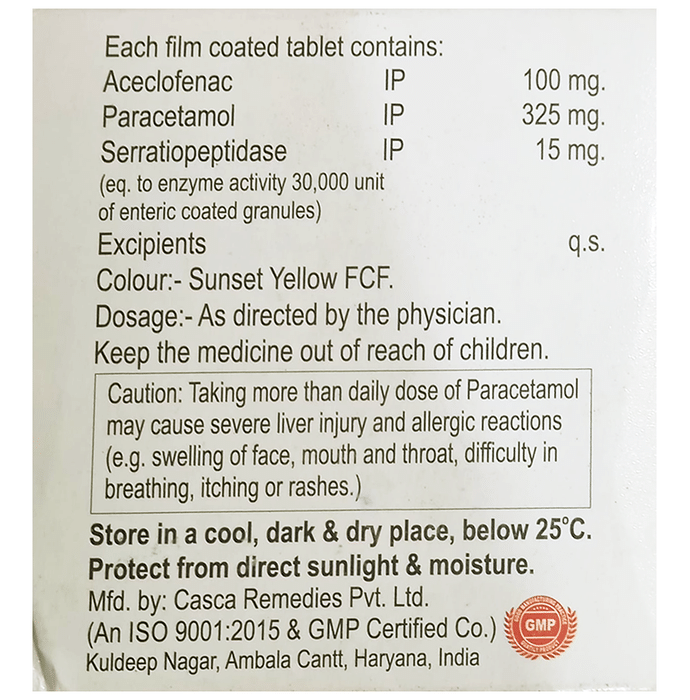 Each film coated tablet contains:
Aceclofenac IP 100 mg.
Paracetamol IP 325 mg.
Serratiopeptidase IP 15 mg.
(eq. to enzyme activity 30,000 unit
of enteric coated granules)
Excipients q.s.
Colour:- Sunset Yellow FCF.
Dosage:- As directed by the physician.
Keep the medicine out of reach of children.
Caution: Taking more than daily dose of Paracetamol
may cause severe liver injury and allergic reactions
(e.g. swelling of face, mouth and throat, difficulty in
breathing, itching or rashes.)
Store in a cool, dark & dry place, below 25°C.
Protect from direct sunlight & moisture.
Mfd. by: Casca Remedies Pvt. Ltd.
(An ISO 9001:2015 & GMP Certified Co.)
GOOD MANUFACTURING PRACTICE
GMP
QUALITY PRODUCT
Kuldeep Nagar, Ambala Cantt, Haryana, India